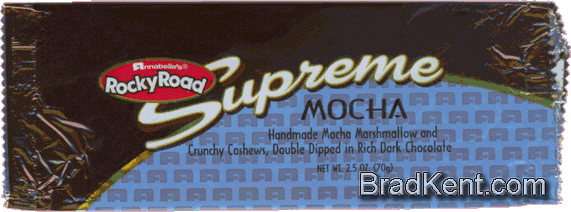 Annabelle's®
RockyRoad
Supreme
MOCHA
Handmade Mocha Marshmallow and
Crunchy Cashews, Double Dipped in Rich Dark Chocolate
NET WT. 2.5 OZ. (70g)
BradKent.com